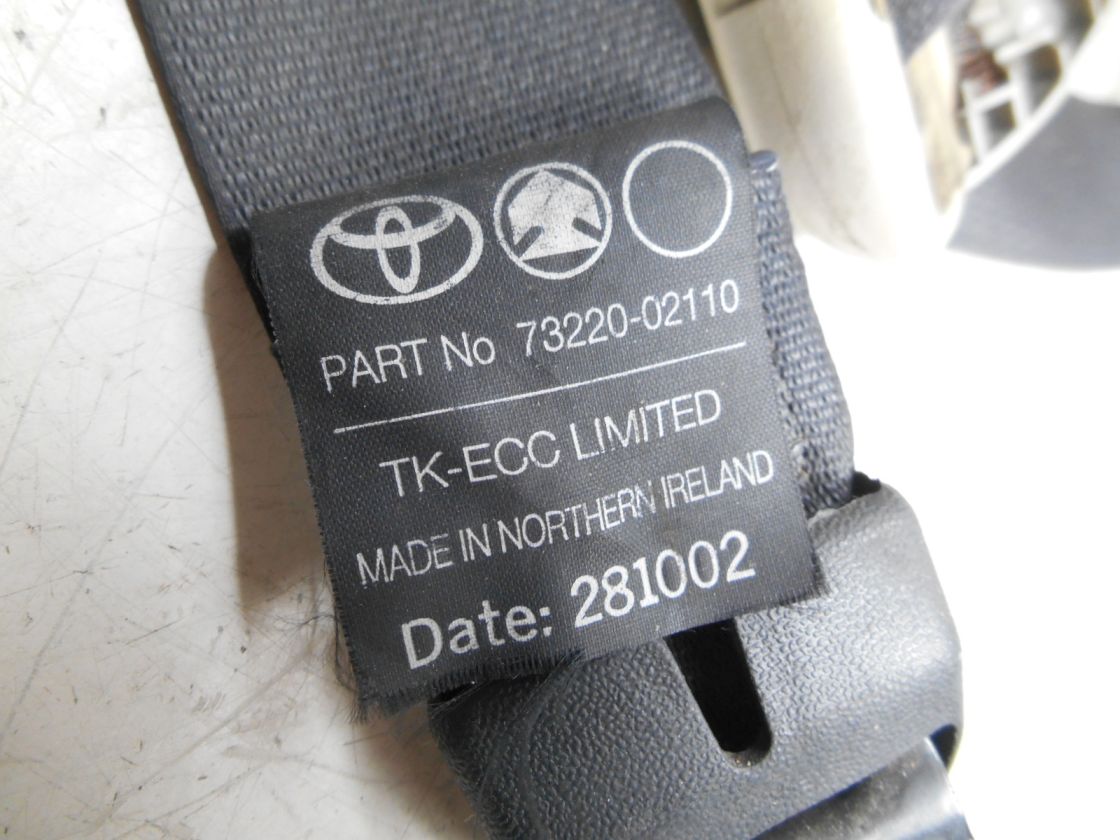 PART No 73220-02110
TK-ECC LIMITED
MADE IN NORTHERN IRELAND
Date: 281002